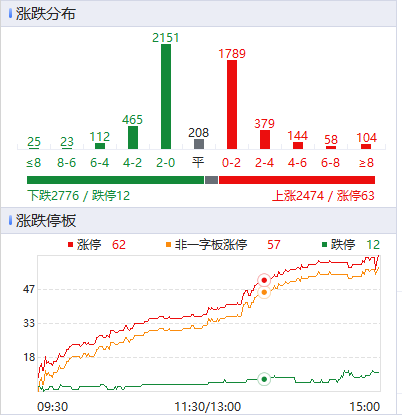 涨跌分布
25 23 112 465 2151 208 1789 379 144 58 104
≤8 8-6 6-4 4-2 2-0 平 0-2 2-4 4-6 6-8 ≥8
下跌2776 / 跌停12 上涨2474 / 涨停63
涨跌停板
涨停 62 非一字板涨停 57 跌停 12
47
33
18
09:30 11:30/13:00 15:00